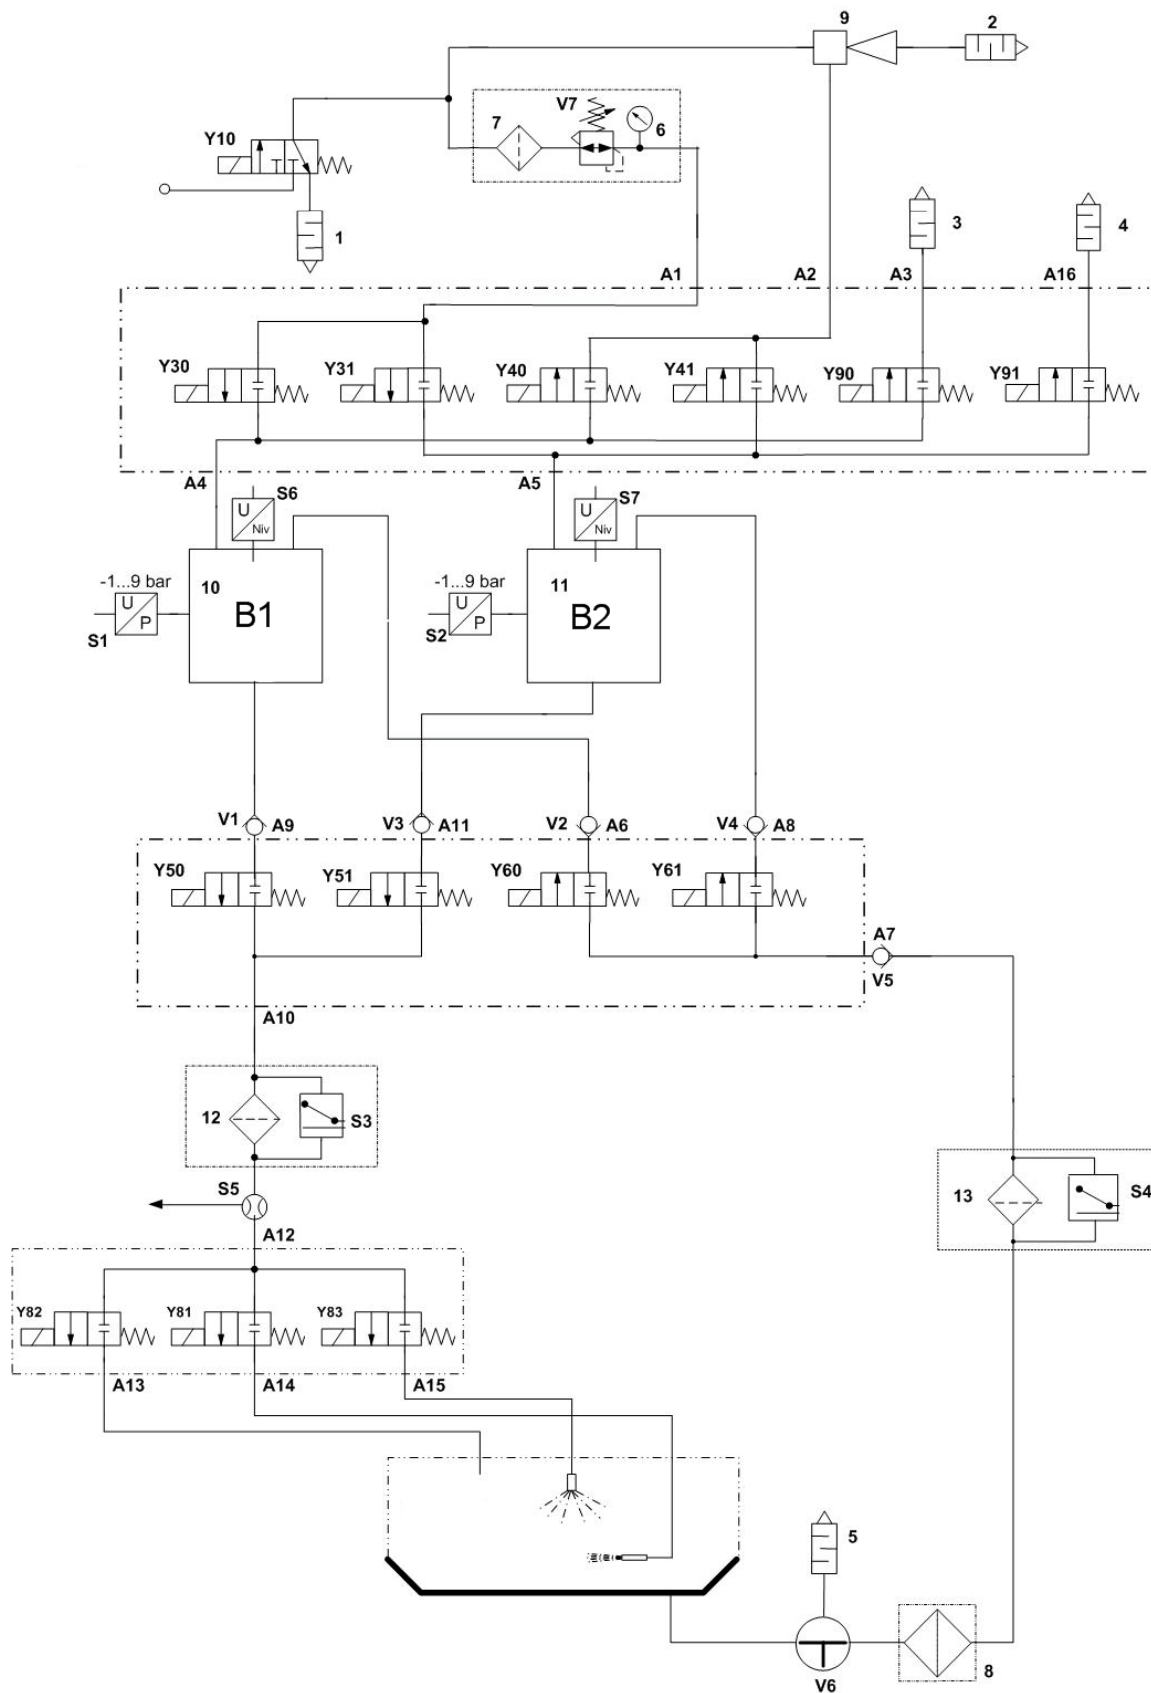 9
2
V7
7
6
Y10
1
3
4
A1
A2
A3
A16
Y30
Y31
Y40
Y41
Y90
Y91
A4
A5
S6
S7
U
Niv
U
Niv
-1...9 bar
10
-1...9 bar
11
U
P
B1
U
P
B2
S1
S2
V1
A9
V3
A11
V2
A6
V4
A8
Y50
Y51
Y60
Y61
A7
V5
A10
12
S3
S5
13
S4
A12
Y82
Y81
Y83
A13
A14
A15
5
8
V6